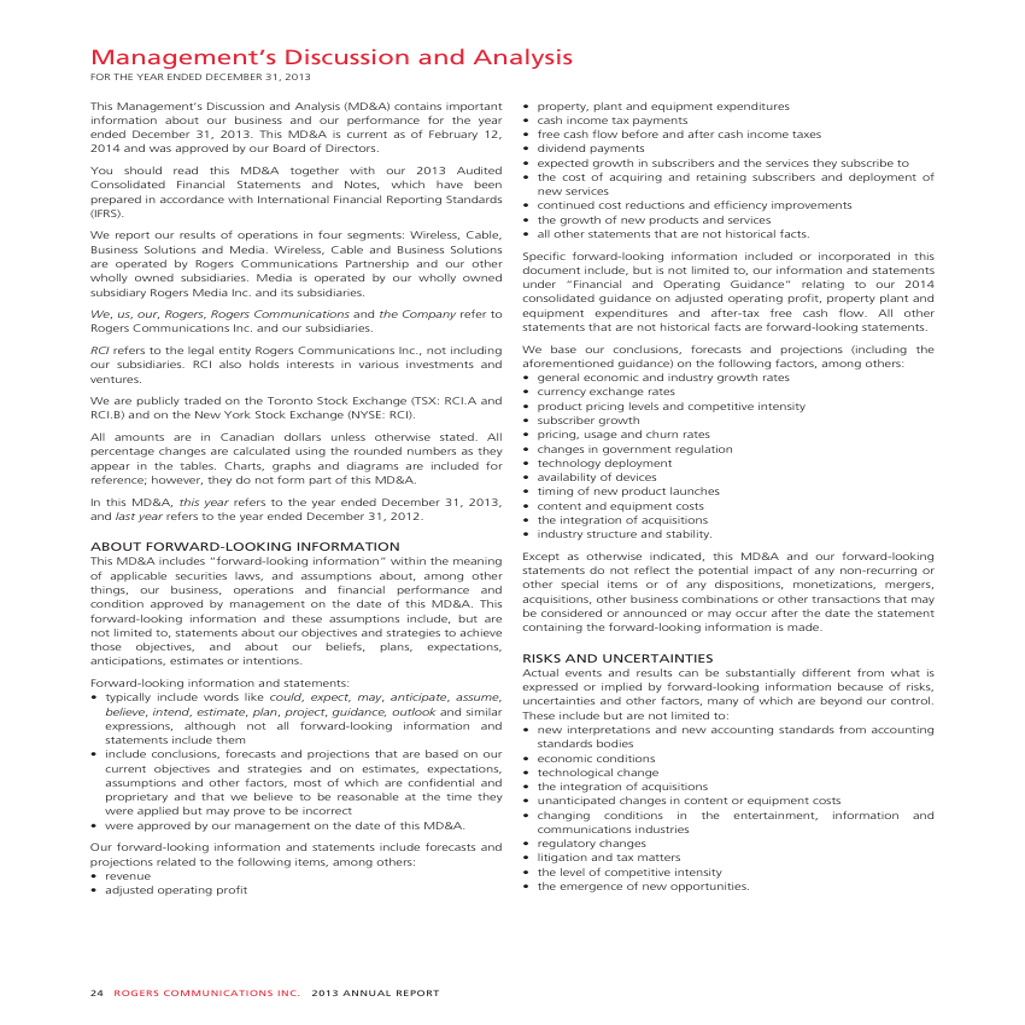 Management's Discussion and Analysis
FOR THE YEAR ENDED DECEMBER 31, 2013
This Management's Discussion and Analysis (MD&A) contains important
information about our business and our performance for the year
ended December 31, 2013. This MD&A is current as of February 12,
2014 and was approved by our Board of Directors.
You should read this MD&A together with our 2013 Audited
Consolidated Financial Statements and Notes, which have been
prepared in accordance with International Financial Reporting Standards
(IFRS).
We report our results of operations in four segments: Wireless, Cable,
Business Solutions and Media. Wireless, Cable and Business Solutions
are operated by Rogers Communications Partnership and our other
wholly owned subsidiaries. Media is operated by our wholly owned
subsidiary Rogers Media Inc. and its subsidiaries.
We, us, our, Rogers, Rogers Communications and the Company refer to
Rogers Communications Inc. and our subsidiaries.
RCI refers to the legal entity Rogers Communications Inc., not including
our subsidiaries. RCI also holds interests in various investments and
ventures.
We are publicly traded on the Toronto Stock Exchange (TSX: RCI.A and
RCI.B) and on the New York Stock Exchange (NYSE: RCI).
All amounts are in Canadian dollars unless otherwise stated. All
percentage changes are calculated using the rounded numbers as they
appear in the tables. Charts, graphs and diagrams are included for
reference; however, they do not form part of this MD&A.
In this MD&A, this year refers to the year ended December 31, 2013,
and last year refers to the year ended December 31, 2012.
ABOUT FORWARD-LOOKING INFORMATION
This MD&A includes "forward-looking information" within the meaning
of applicable securities laws, and assumptions about, among other
things, our business, operations and financial performance and
condition approved by management on the date of this MD&A. This
forward-looking information and these assumptions include, but are
not limited to, statements about our objectives and strategies to achieve
those objectives, and about our beliefs, plans, expectations,
anticipations, estimates or intentions.
Forward-looking information and statements:
• typically include words like could, expect, may, anticipate, assume,
believe, intend, estimate, plan, project, guidance, outlook and similar
expressions, although not all forward-looking information and
statements include them
• include conclusions, forecasts and projections that are based on our
current objectives and strategies and on estimates, expectations,
assumptions and other factors, most of which are confidential and
proprietary and that we believe to be reasonable at the time they
were applied but may prove to be incorrect
• were approved by our management on the date of this MD&A.
Our forward-looking information and statements include forecasts and
projections related to the following items, among others:
• revenue
• adjusted operating profit
• property, plant and equipment expenditures
• cash income tax payments
• free cash flow before and after cash income taxes
• dividend payments
• expected growth in subscribers and the services they subscribe to
• the cost of acquiring and retaining subscribers and deployment of
new services
• continued cost reductions and efficiency improvements
• the growth of new products and services
• all other statements that are not historical facts.
Specific forward-looking information included or incorporated in this
document include, but is not limited to, our information and statements
under "Financial and Operating Guidance" relating to our 2014
consolidated guidance on adjusted operating profit, property plant and
equipment expenditures and after-tax free cash flow. All other
statements that are not historical facts are forward-looking statements.
We base our conclusions, forecasts and projections (including the
aforementioned guidance) on the following factors, among others:
• general economic and industry growth rates
• currency exchange rates
• product pricing levels and competitive intensity
• subscriber growth
• pricing, usage and churn rates
• changes in government regulation
• technology deployment
• availability of devices
• timing of new product launches
• content and equipment costs
• the integration of acquisitions
• industry structure and stability.
Except as otherwise indicated, this MD&A and our forward-looking
statements do not reflect the potential impact of any non-recurring or
other special items or of any dispositions, monetizations, mergers,
acquisitions, other business combinations or other transactions that may
be considered or announced or may occur after the date the statement
containing the forward-looking information is made.
RISKS AND UNCERTAINTIES
Actual events and results can be substantially different from what is
expressed or implied by forward-looking information because of risks,
uncertainties and other factors, many of which are beyond our control.
These include but are not limited to:
• new interpretations and new accounting standards from accounting
standards bodies
• economic conditions
• technological change
• the integration of acquisitions
• unanticipated changes in content or equipment costs
• changing conditions in the entertainment, information and
communications industries
• regulatory changes
• litigation and tax matters
• the level of competitive intensity
• the emergence of new opportunities.
24 ROGERS COMMUNICATIONS INC. 2013 ANNUAL REPORT